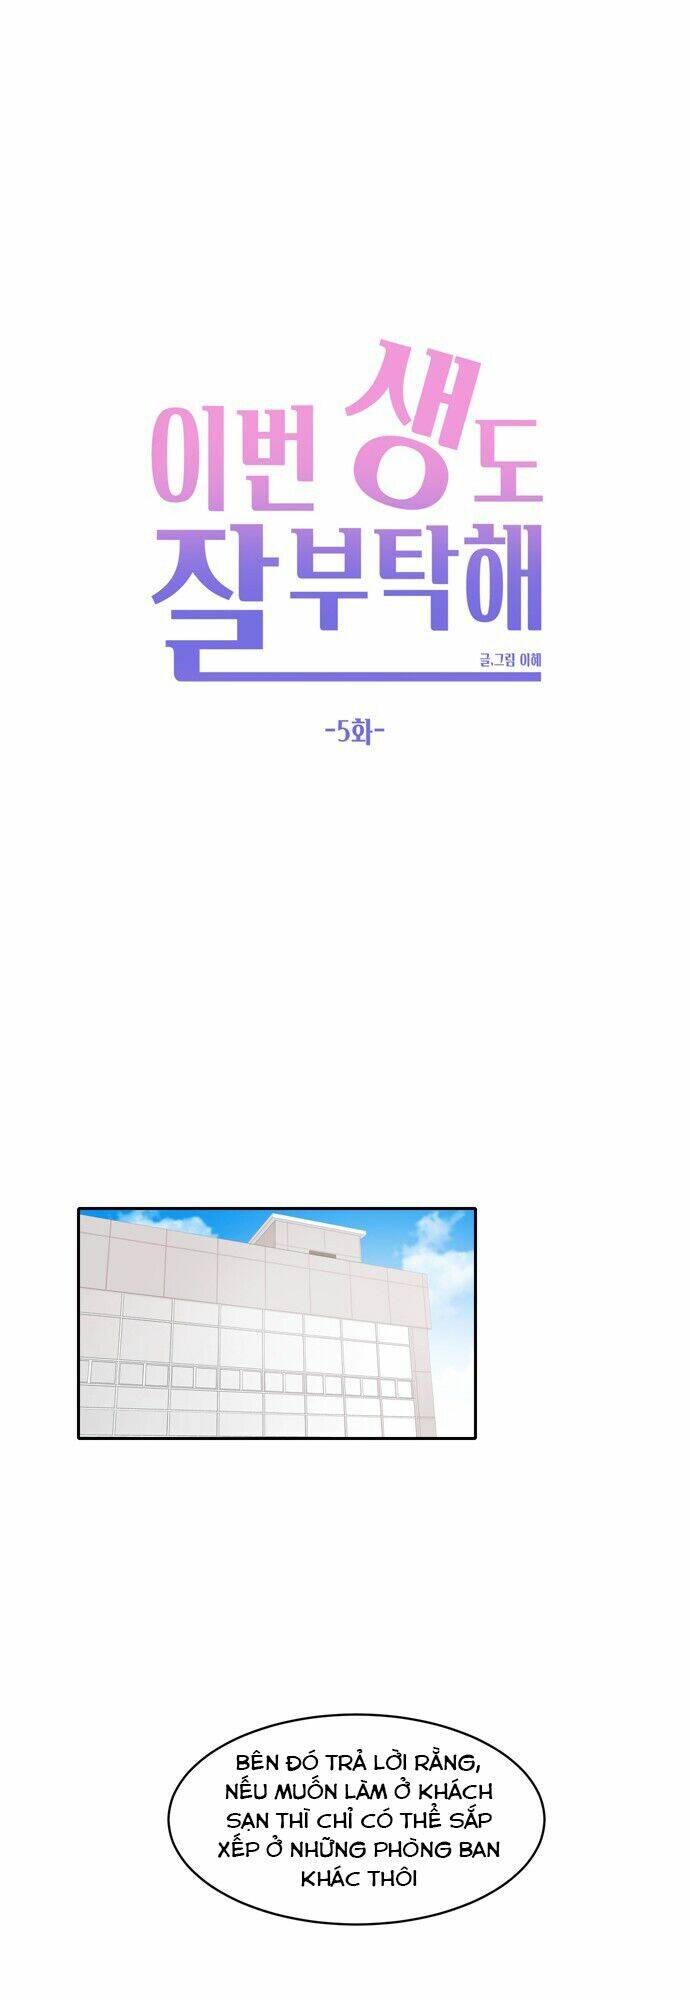 이번 생도
잘 부탁해
글,그림 이혜
-5화-
BÊN ĐÓ TRẢ LỜI RẰNG,
NẾU MUỐN LÀM Ở KHÁCH
SẠN THÌ CHỈ CÓ THỂ SẮP
XẾP Ở NHỮNG PHÒNG BAN
KHÁC THÔI